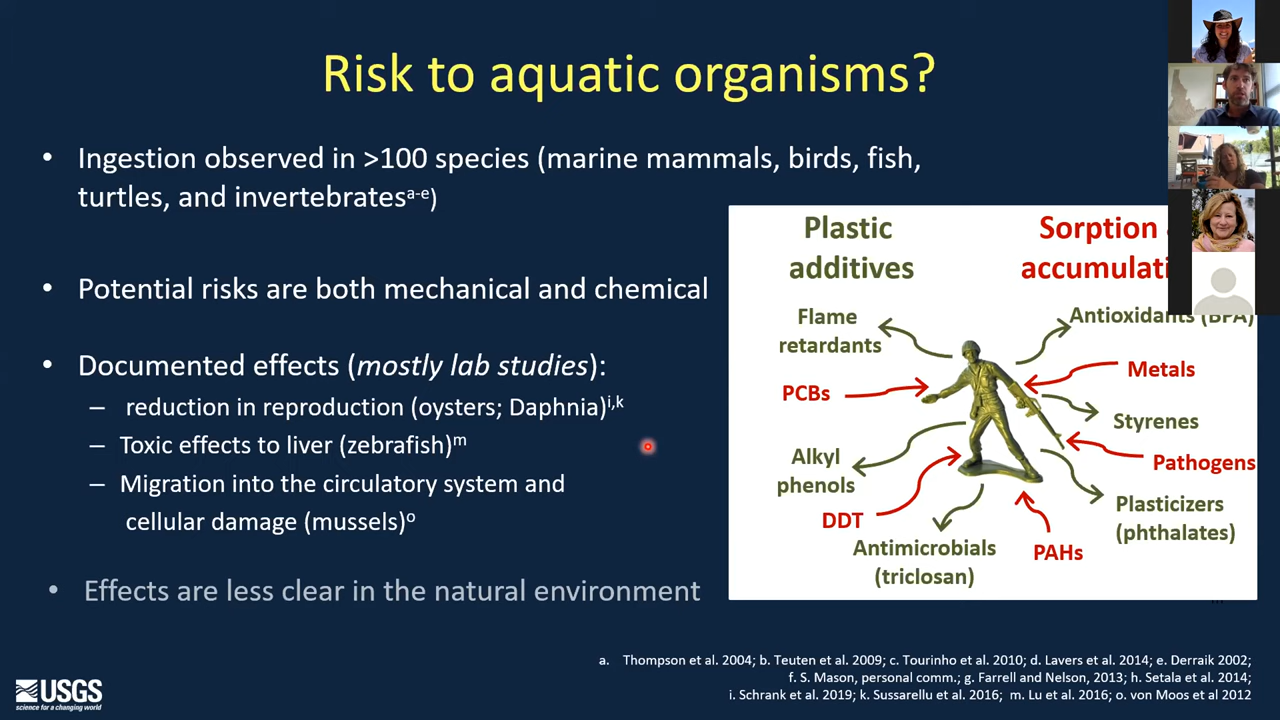 Risk to aquatic organisms?
• Ingestion observed in >100 species (marine mammals, birds, fish,
turtles, and invertebratesa-e)
• Potential risks are both mechanical and chemical
• Documented effects (mostly lab studies):
– reduction in reproduction (oysters; Daphnia)i,k
– Toxic effects to liver (zebrafish)m
– Migration into the circulatory system and
cellular damage (mussels)o
• Effects are less clear in the natural environment
Plastic
additives
Sorption
Flame
retardants
Antioxidants (BPA)
PCBs
Metals
Styrenes
Alkyl
phenols
Pathogens
DDT
Plasticizers
(phthalates)
Antimicrobials
(triclosan)
PAHs
a. Thompson et al. 2004; b. Teuten et al. 2009; c. Tourinho et al. 2010; d. Lavers et al. 2014; e. Derraik 2002;
f. S. Mason, personal comm.; g. Farrell and Nelson, 2013; h. Setala et al. 2014;
i. Schrank et al. 2019; k. Sussarellu et al. 2016; m. Lu et al. 2016; o. von Moos et al 2012
USGS
science for a changing world